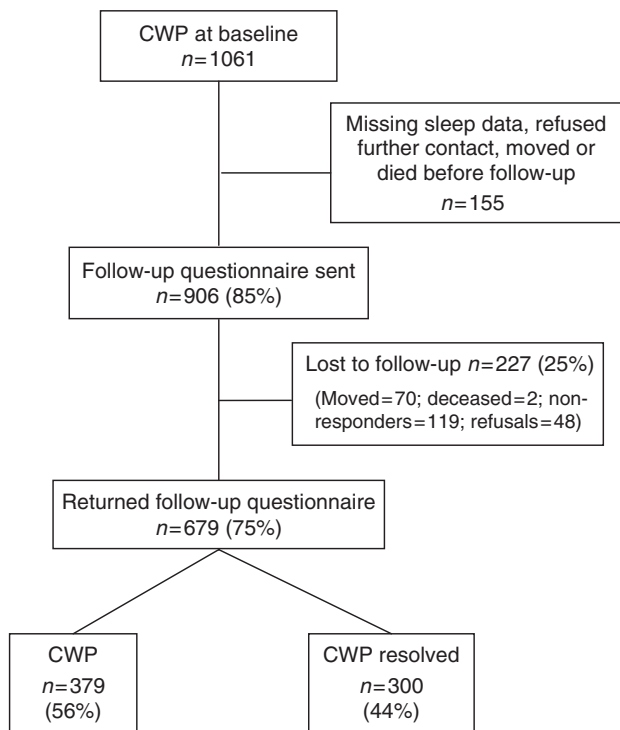 CWP at baseline
n=1061
Missing sleep data, refused
further contact, moved or
died before follow-up
n=155
Follow-up questionnaire sent
n=906 (85%)
Lost to follow-up n=227 (25%)
(Moved=70; deceased=2; non-
responders=119; refusals=48)
Returned follow-up questionnaire
n=679 (75%)
CWP
n=379
(56%)
CWP resolved
n=300
(44%)